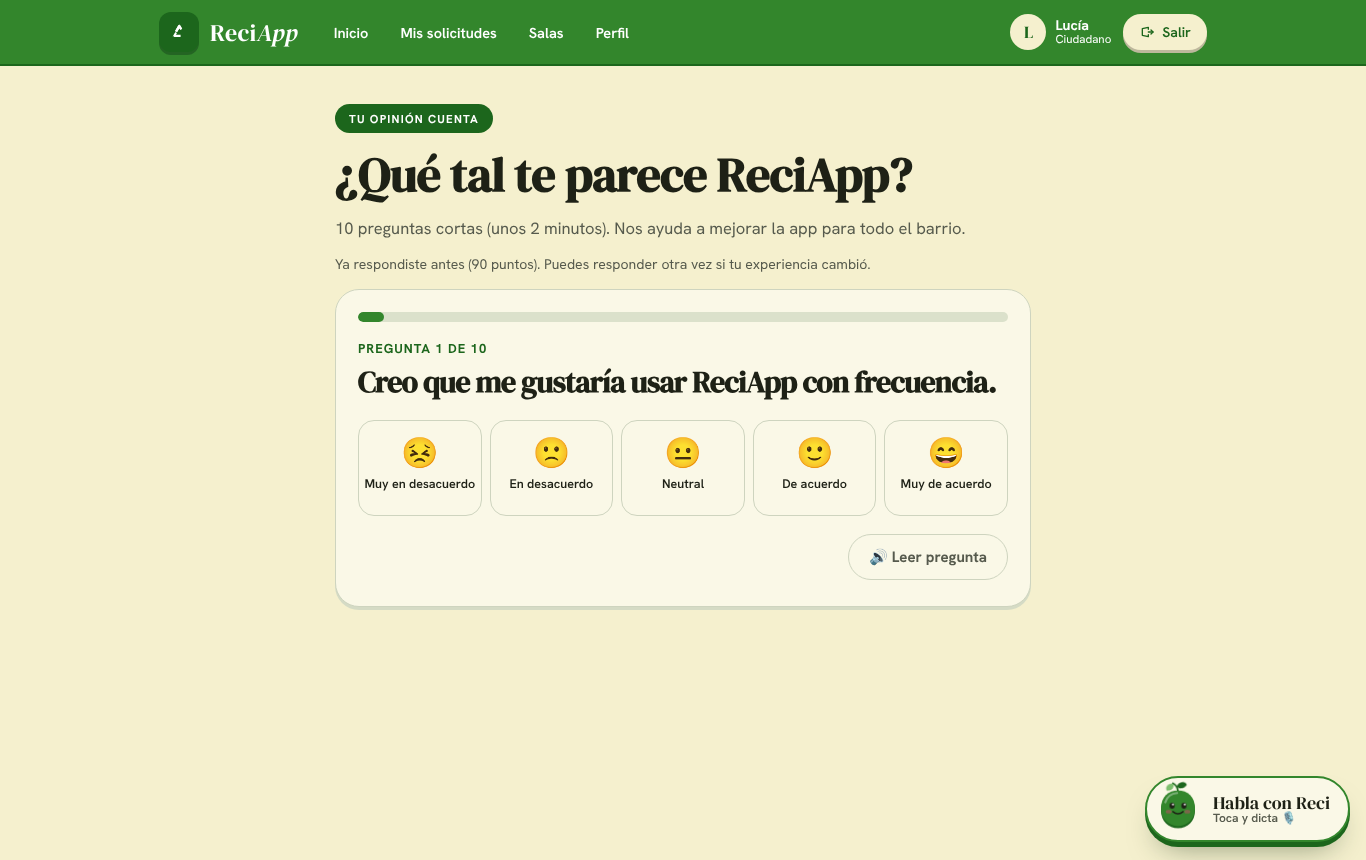 ReciApp
Inicio
Mis solicitudes
Salas
Perfil
L
Lucía
Ciudadano
Salir
TU OPINIÓN CUENTA
¿Qué tal te parece ReciApp?
10 preguntas cortas (unos 2 minutos). Nos ayuda a mejorar la app para todo el barrio.
Ya respondiste antes (90 puntos). Puedes responder otra vez si tu experiencia cambió.
PREGUNTA 1 DE 10
Creo que me gustaría usar ReciApp con frecuencia.
Muy en desacuerdo
En desacuerdo
Neutral
De acuerdo
Muy de acuerdo
🔊 Leer pregunta
Habla con Reci
Toca y dicta 🎙️